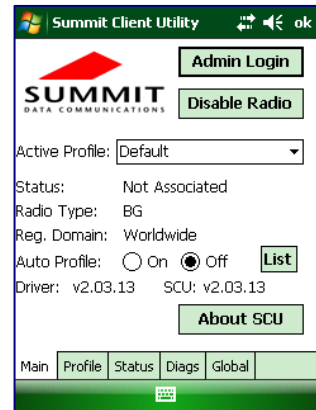 Summit Client Utility ok
Admin Login
SUMMIT
DATA COMMUNICATIONS
Disable Radio
Active Profile: Default
Status: Not Associated
Radio Type: BG
Reg. Domain: Worldwide
Auto Profile: On Off List
Driver: v2.03.13 SCU: v2.03.13
About SCU
Main Profile Status Diags Global